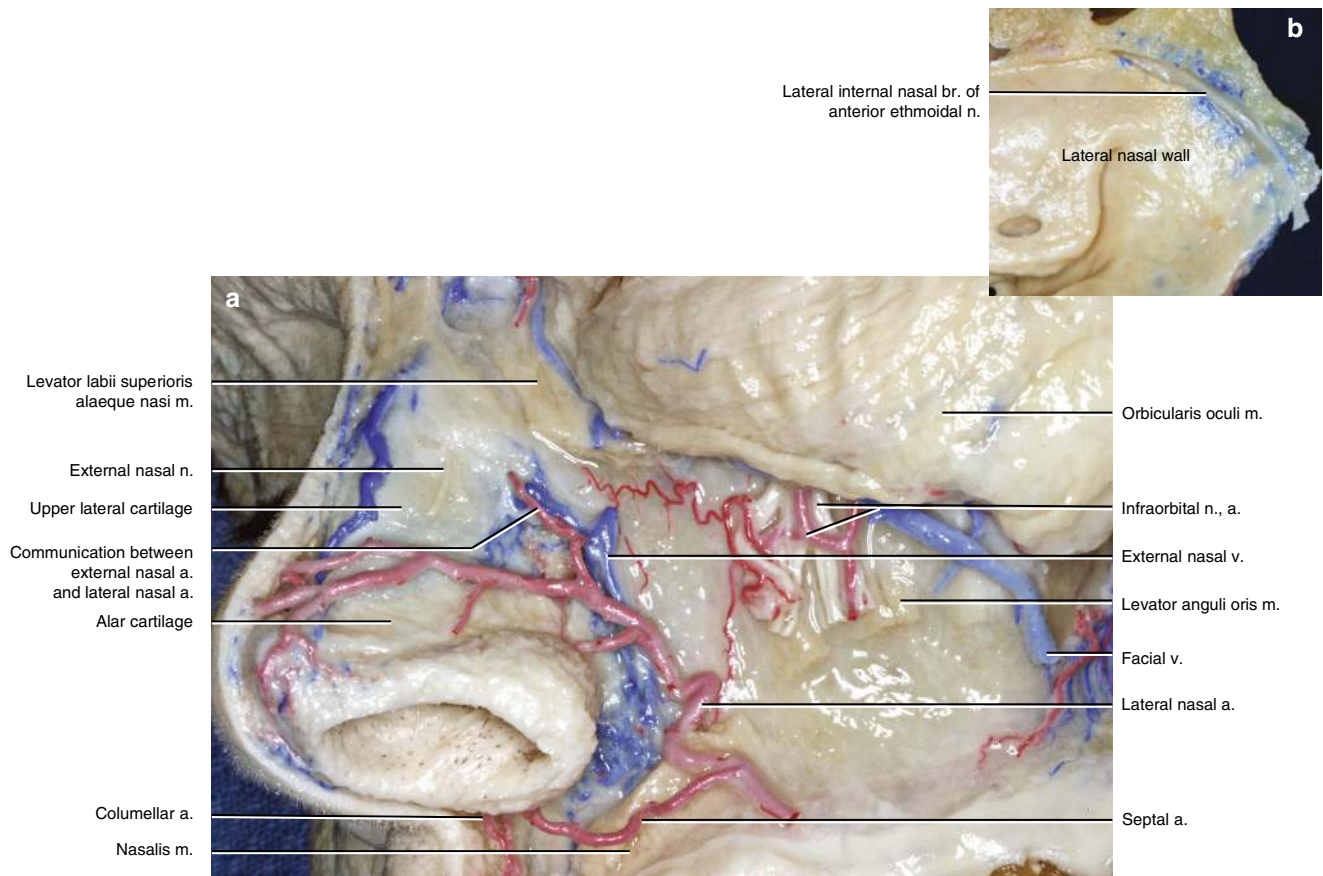 b
Lateral internal nasal br. of
anterior ethmoidal n.
Lateral nasal wall
a
Levator labii superioris
alaeque nasi m.
External nasal n.
Upper lateral cartilage
Communication between
external nasal a.
and lateral nasal a.
Alar cartilage
Columellar a.
Nasalis m.
Orbicularis oculi m.
Infraorbital n., a.
External nasal v.
Levator anguli oris m.
Facial v.
Lateral nasal a.
Septal a.